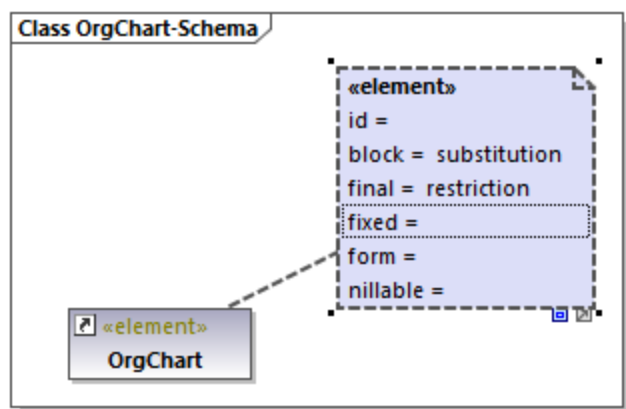 Class OrgChart-Schema
«element»
id =
block = substitution
final = restriction
fixed =
form =
nillable =
«element»
OrgChart